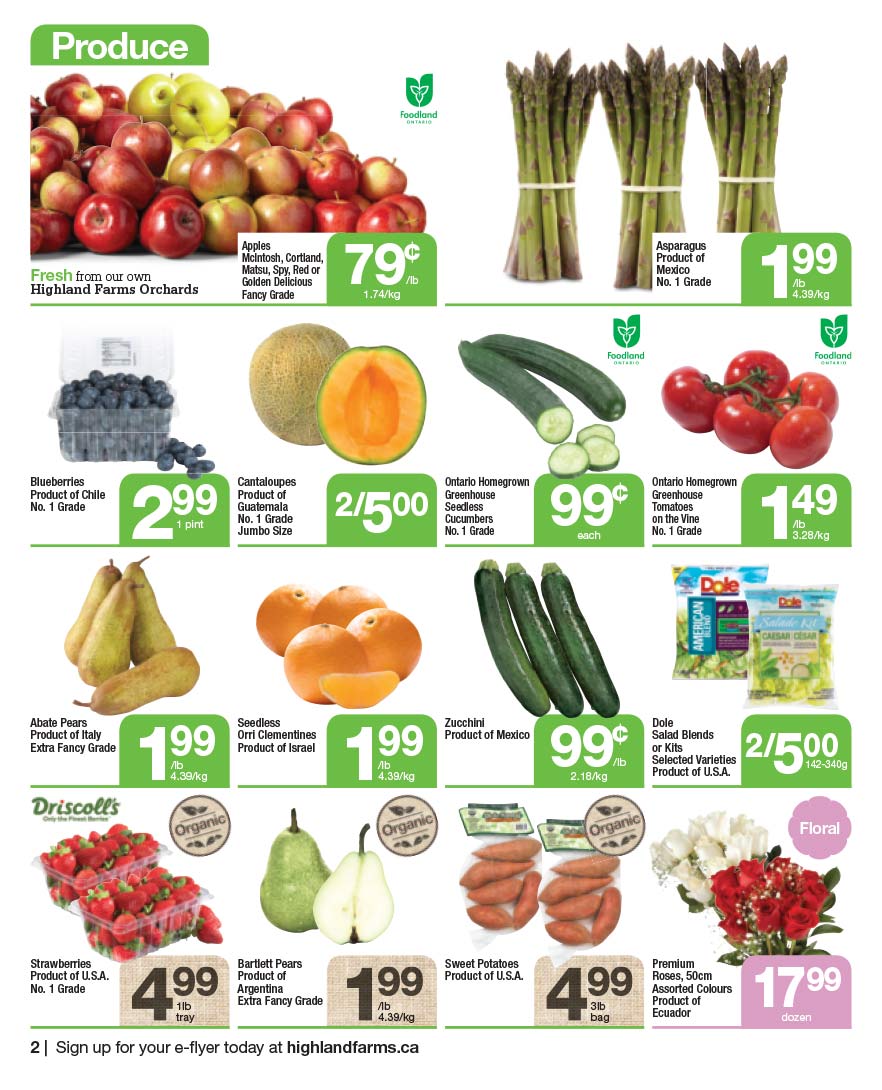 Produce
Foodland
ONTARIO
Fresh from our own
Highland Farms Orchards
Apples
McIntosh, Cortland,
Matsu, Spy, Red or
Golden Delicious
Fancy Grade
79¢
/lb
1.74/kg
Asparagus
Product of
Mexico
No. 1 Grade
1.99
/lb
4.39/kg
Blueberries
Product of Chile
No. 1 Grade
2.99
1 pint
Cantaloupes
Product of
Guatemala
No. 1 Grade
Jumbo Size
2/5.00
Foodland
ONTARIO
Ontario Homegrown
Greenhouse
Seedless
Cucumbers
No. 1 Grade
99¢
each
Foodland
ONTARIO
Ontario Homegrown
Greenhouse
Tomatoes
on the Vine
No. 1 Grade
1.49
/lb
3.28/kg
Abate Pears
Product of Italy
Extra Fancy Grade
1.99
/lb
4.39/kg
Seedless
Orri Clementines
Product of Israel
1.99
/lb
4.39/kg
Zucchini
Product of Mexico
99¢
/lb
2.18/kg
Dole
AMERICAN
BLEND
Dole
Salade Kit
CAESAR CÉSAR
Dole
Salad Blends
or Kits
Selected Varieties
Product of U.S.A.
2/5.00
142-340g
Driscoll's
Only the Finest Berries
Organic
Strawberries
Product of U.S.A.
No. 1 Grade
4.99
1lb
tray
Organic
Bartlett Pears
Product of
Argentina
Extra Fancy Grade
1.99
/lb
4.39/kg
Organic
Sweet Potatoes
Product of U.S.A.
4.99
3lb
bag
Floral
Premium
Roses, 50cm
Assorted Colours
Product of
Ecuador
17.99
dozen
2 | Sign up for your e-flyer today at highlandfarms.ca